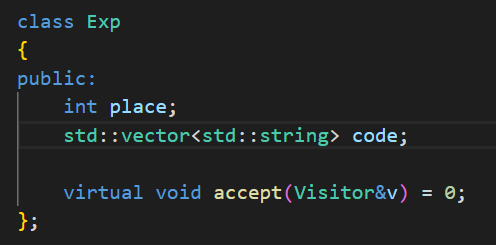 class Exp
{
public:
    int place;
    std::vector<std::string> code;

    virtual void accept(Visitor&v) = 0;
};